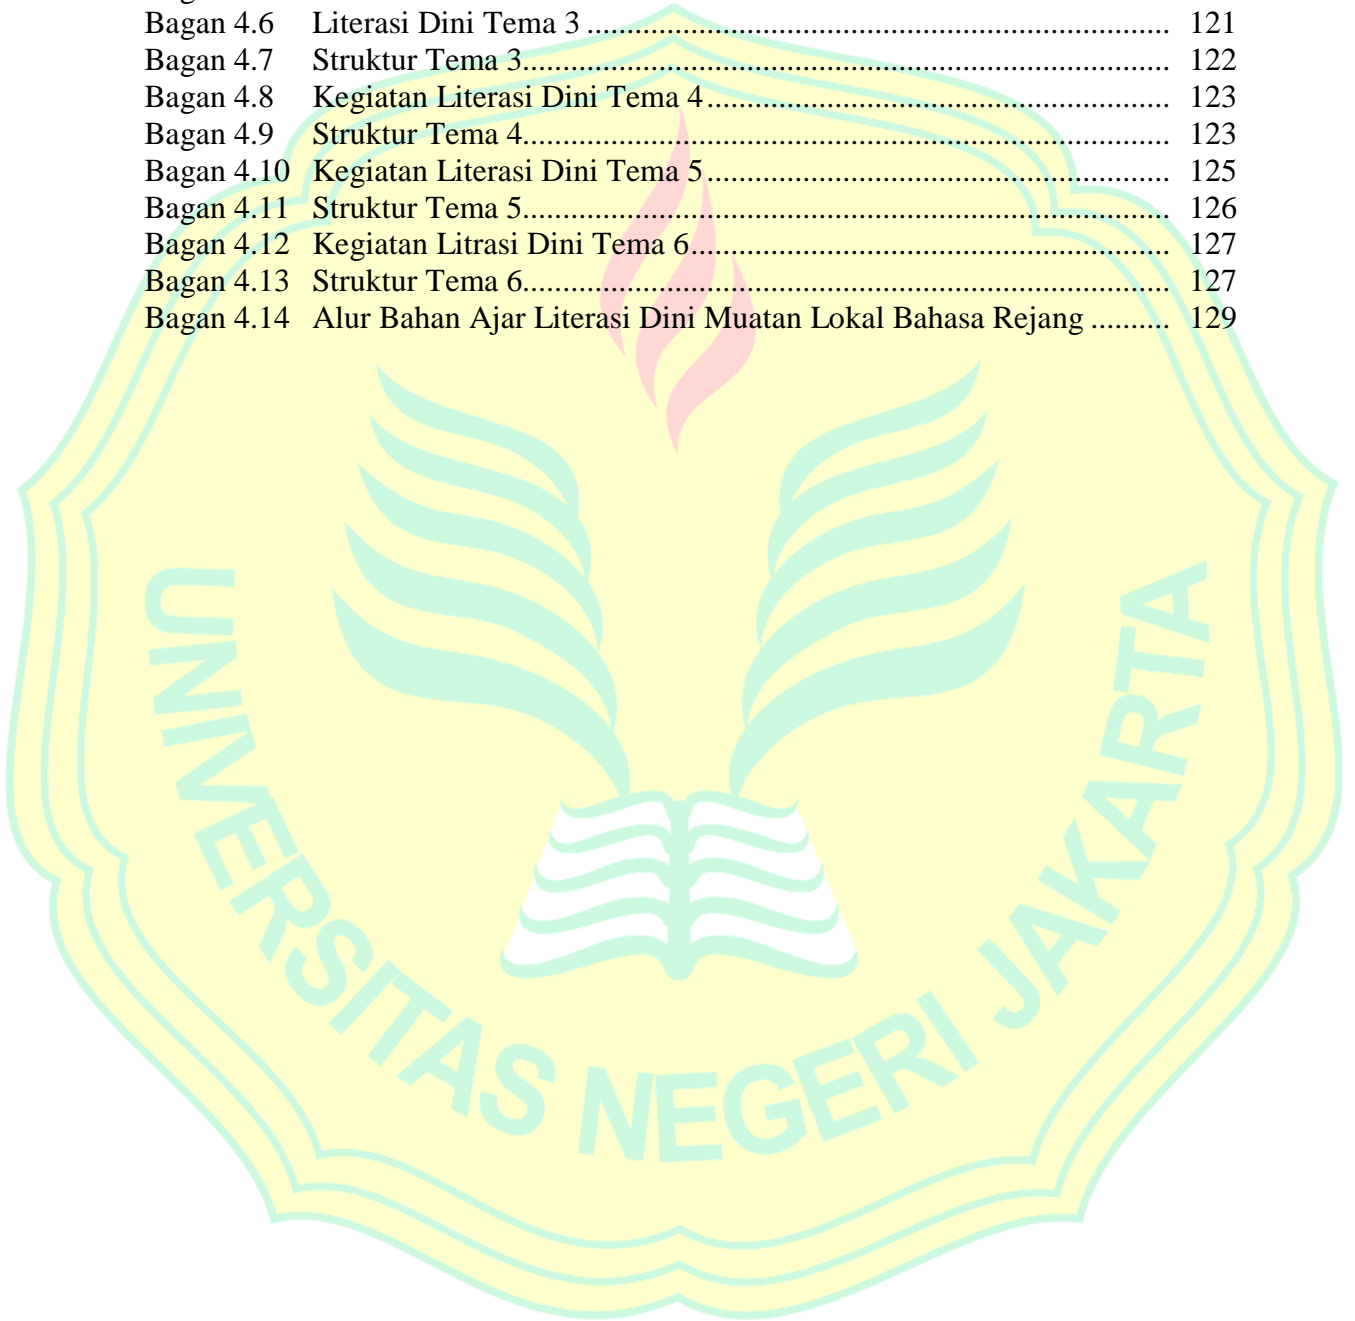 Bagan 4.6 Literasi Dini Tema 3 ........................................................................ 121
Bagan 4.7 Struktur Tema 3................................................................................ 122
Bagan 4.8 Kegiatan Literasi Dini Tema 4 ......................................................... 123
Bagan 4.9 Struktur Tema 4................................................................................ 123
Bagan 4.10 Kegiatan Literasi Dini Tema 5 ......................................................... 125
Bagan 4.11 Struktur Tema 5................................................................................ 126
Bagan 4.12 Kegiatan Litrasi Dini Tema 6........................................................... 127
Bagan 4.13 Struktur Tema 6................................................................................ 127
Bagan 4.14 Alur Bahan Ajar Literasi Dini Muatan Lokal Bahasa Rejang .......... 129
UNIVERSITAS NEGERI JAKARTA